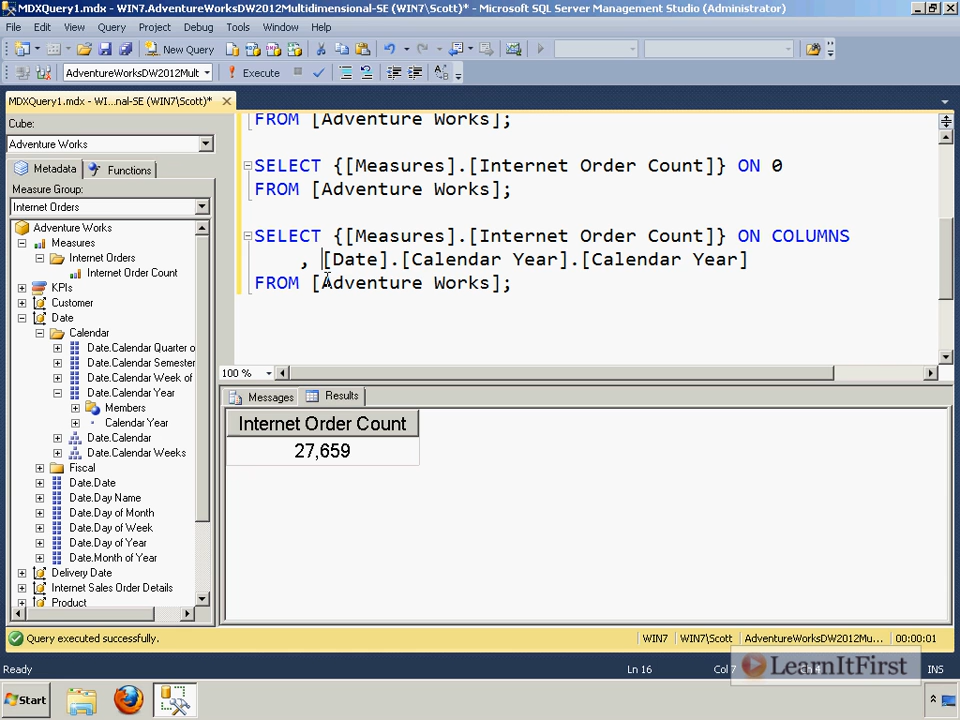 MDXQuery1.mdx - WIN7.AdventureWorksDW2012Multidimensional-SE (WIN7\Scott)* - Microsoft SQL Server Management Studio (Administrator)
File Edit View Query Project Debug Tools Window Help
New Query
AdventureWorksDW2012Mult Execute
MDXQuery1.mdx - WI...nal-SE (WIN7\Scott)*
Cube:
Adventure Works
Metadata Functions
Measure Group:
Internet Orders
Adventure Works
Measures
Internet Orders
Internet Order Count
KPIs
Customer
Date
Calendar
Date.Calendar Quarter o
Date.Calendar Semester
Date.Calendar Week of
Date.Calendar Year
Members
Calendar Year
Date.Calendar
Date.Calendar Weeks
Fiscal
Date.Date
Date.Day Name
Date.Day of Month
Date.Day of Week
Date.Day of Year
Date.Month of Year
Delivery Date
Internet Sales Order Details
Product
FROM [Adventure Works];
SELECT {[Measures].[Internet Order Count]} ON 0
FROM [Adventure Works];
SELECT {[Measures].[Internet Order Count]} ON COLUMNS
, [Date].[Calendar Year].[Calendar Year]
FROM [Adventure Works];
100 %
Messages Results
Internet Order Count
27,659
Query executed successfully. WIN7 WIN7\Scott AdventureWorksDW2012Mu... 00:00:01
Ready Ln 16 Col 7 INS
LearnItFirst
Start